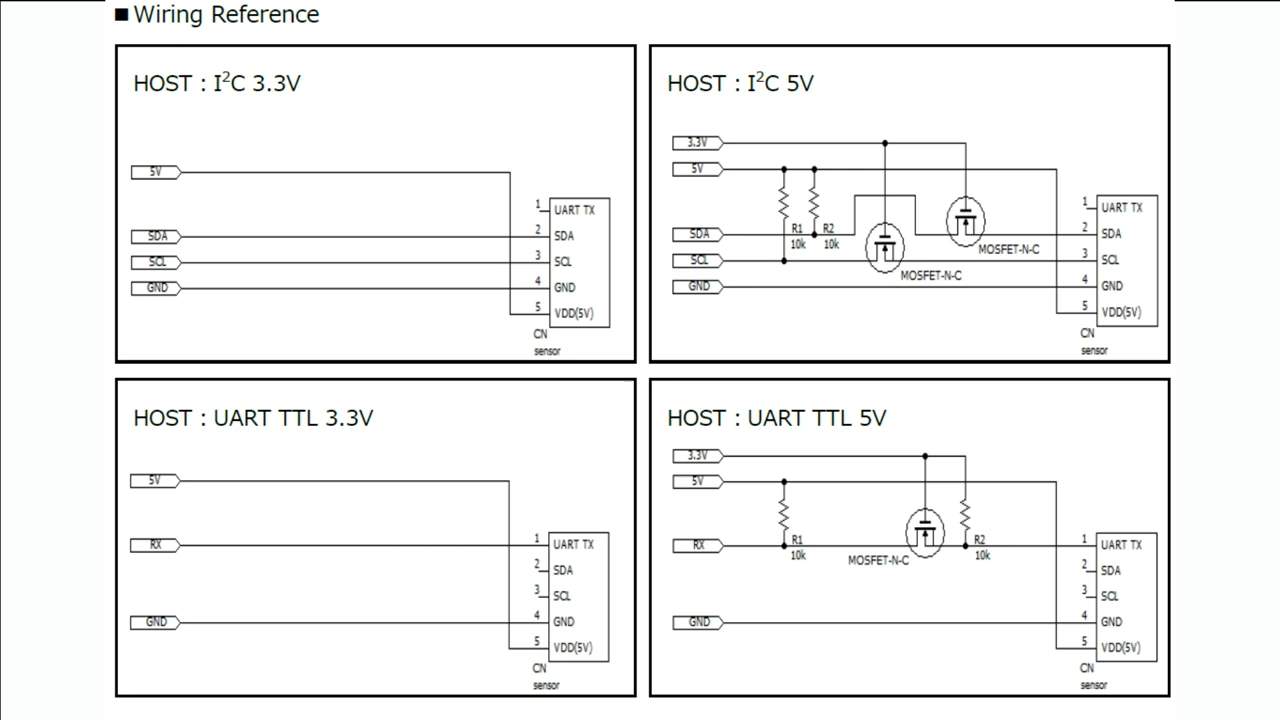 ■ Wiring Reference
HOST : I²C 3.3V
5V
SDA
SCL
GND
1 UART TX
2 SDA
3 SCL
4 GND
5 VDD(5V)
CN
sensor
HOST : I²C 5V
3.3V
5V
SDA
SCL
GND
R1 R2
10k 10k
MOSFET-N-C
MOSFET-N-C
1 UART TX
2 SDA
3 SCL
4 GND
5 VDD(5V)
CN
sensor
HOST : UART TTL 3.3V
5V
RX
GND
1 UART TX
2 SDA
3 SCL
4 GND
5 VDD(5V)
CN
sensor
HOST : UART TTL 5V
3.3V
5V
RX
GND
R1
10k
MOSFET-N-C
R2
10k
1 UART TX
2 SDA
3 SCL
4 GND
5 VDD(5V)
CN
sensor